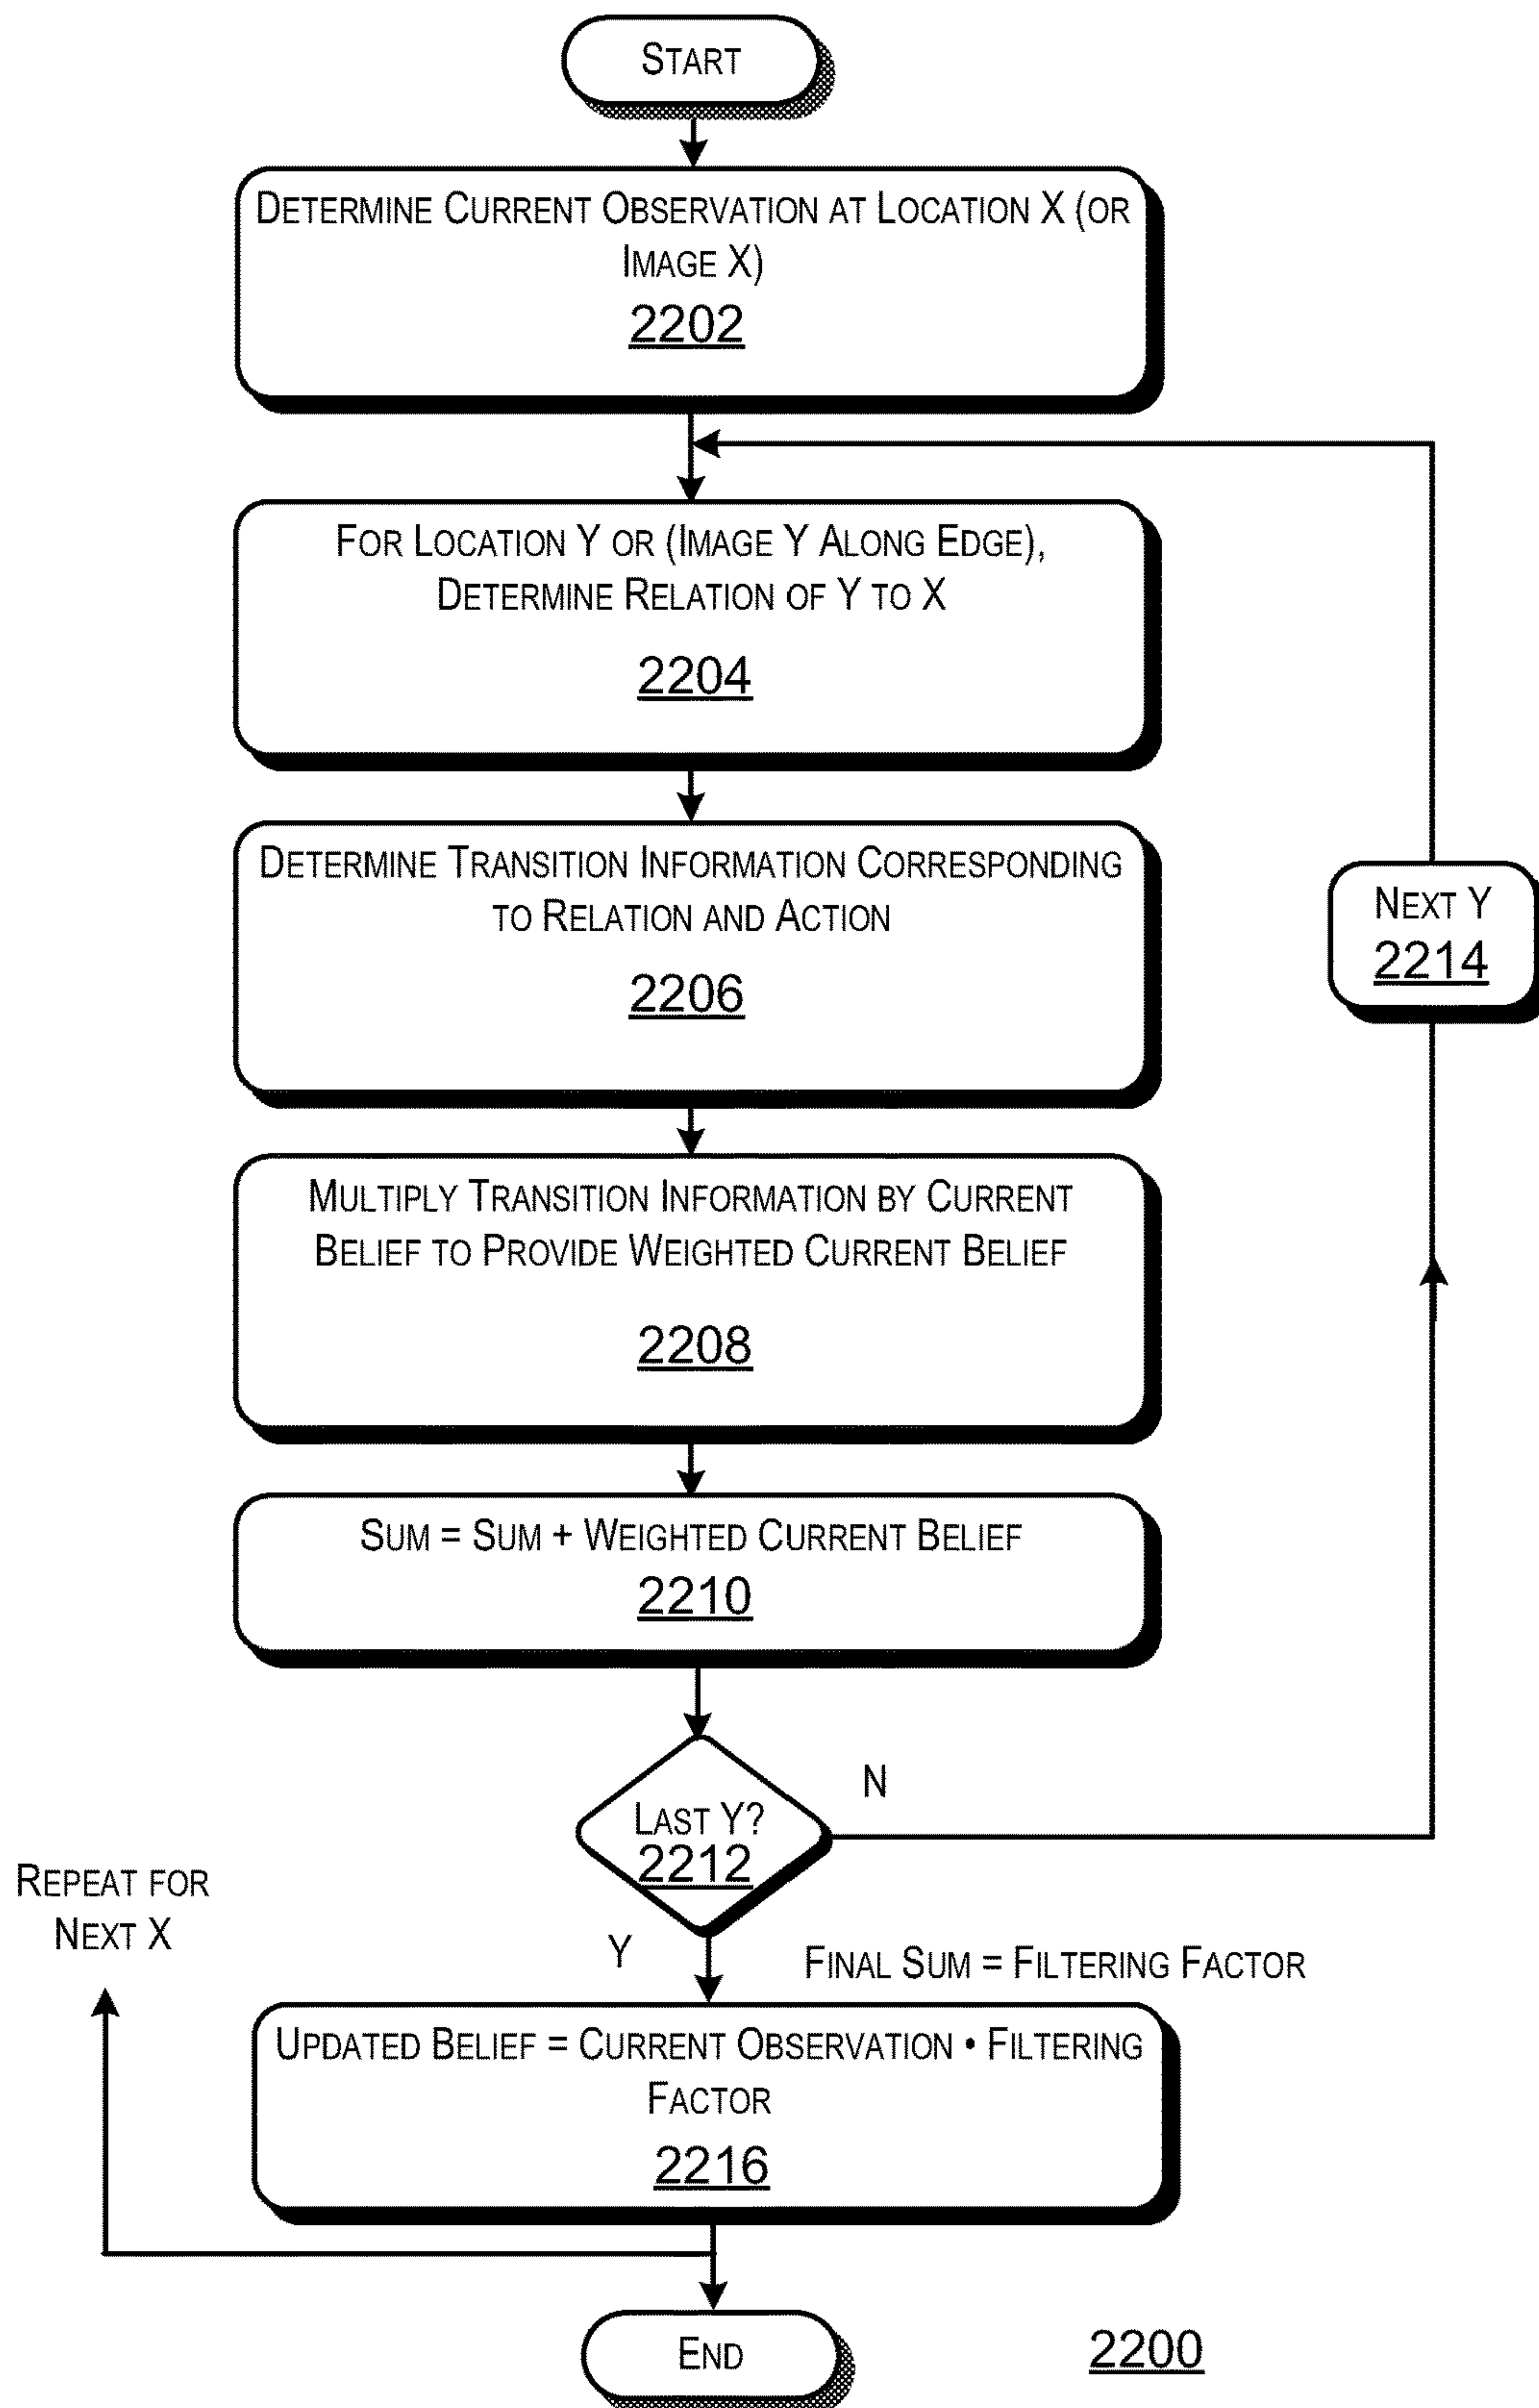 START
DETERMINE CURRENT OBSERVATION AT LOCATION X (OR
IMAGE X)
2202
FOR LOCATION Y OR (IMAGE Y ALONG EDGE),
DETERMINE RELATION OF Y TO X
2204
DETERMINE TRANSITION INFORMATION CORRESPONDING
TO RELATION AND ACTION
2206
NEXT Y
2214
MULTIPLY TRANSITION INFORMATION BY CURRENT
BELIEF TO PROVIDE WEIGHTED CURRENT BELIEF
2208
SUM = SUM + WEIGHTED CURRENT BELIEF
2210
N
LAST Y?
2212
REPEAT FOR
NEXT X
Y
FINAL SUM = FILTERING FACTOR
UPDATED BELIEF = CURRENT OBSERVATION • FILTERING
FACTOR
2216
END
2200